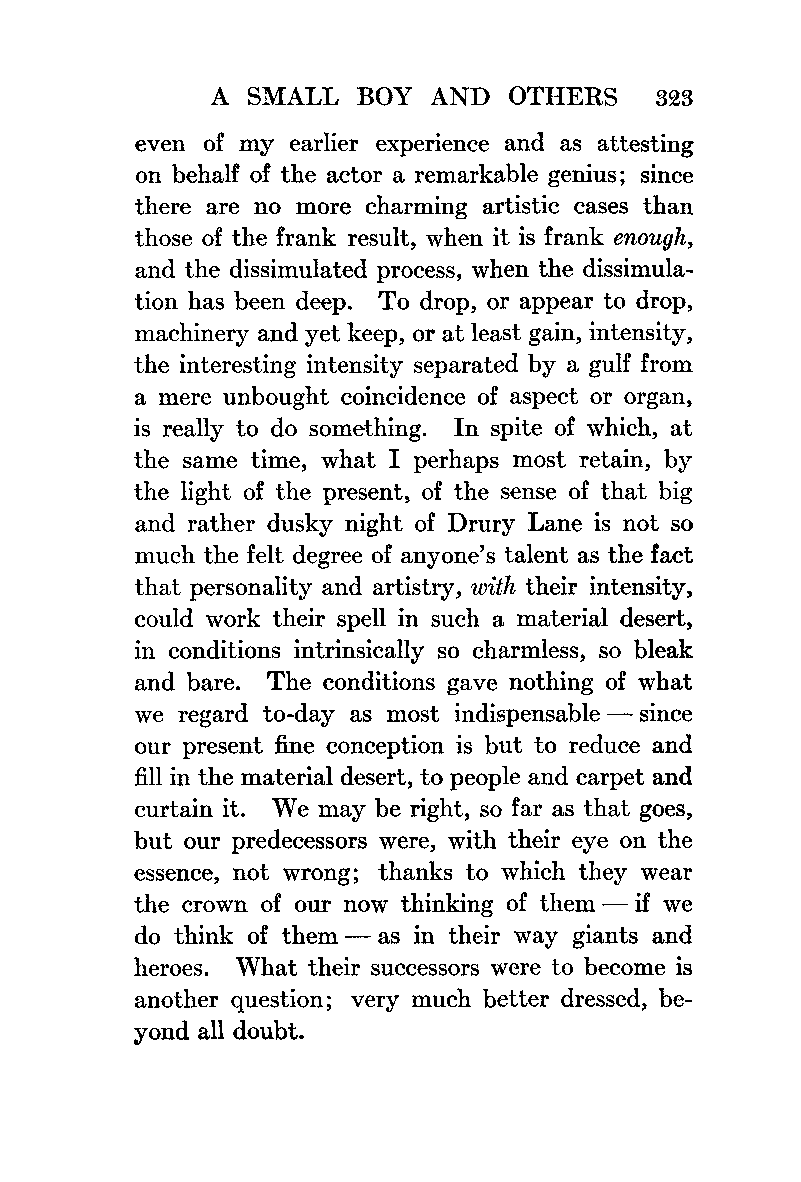 A SMALL BOY AND OTHERS 323
even of my earlier experience and as attesting
on behalf of the actor a remarkable genius; since
there are no more charming artistic cases than
those of the frank result, when it is frank enough,
and the dissimulated process, when the dissimula-
tion has been deep. To drop, or appear to drop,
machinery and yet keep, or at least gain, intensity,
the interesting intensity separated by a gulf from
a mere unbought coincidence of aspect or organ,
is really to do something. In spite of which, at
the same time, what I perhaps most retain, by
the light of the present, of the sense of that big
and rather dusky night of Drury Lane is not so
much the felt degree of anyone's talent as the fact
that personality and artistry, with their intensity,
could work their spell in such a material desert,
in conditions intrinsically so charmless, so bleak
and bare. The conditions gave nothing of what
we regard to-day as most indispensable — since
our present fine conception is but to reduce and
fill in the material desert, to people and carpet and
curtain it. We may be right, so far as that goes,
but our predecessors were, with their eye on the
essence, not wrong; thanks to which they wear
the crown of our now thinking of them — if we
do think of them — as in their way giants and
heroes. What their successors were to become is
another question; very much better dressed, be-
yond all doubt.